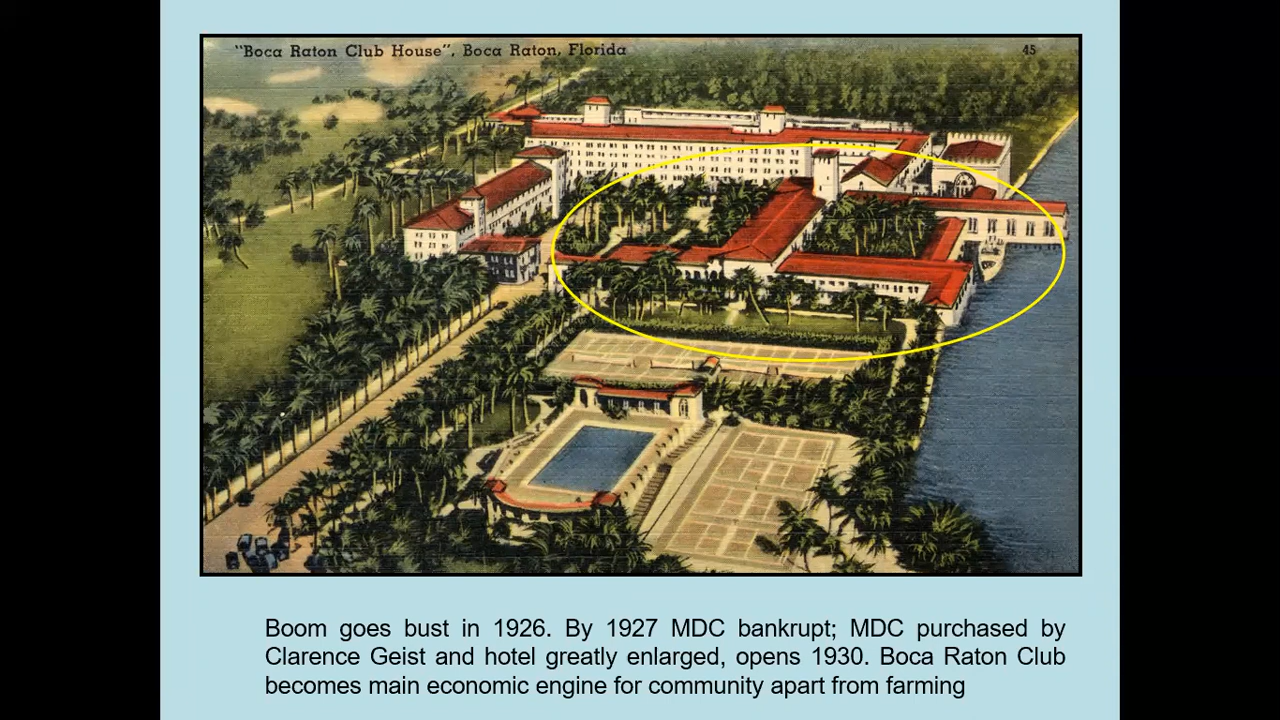 "Boca Raton Club House", Boca Raton, Florida
45
Boom goes bust in 1926. By 1927 MDC bankrupt; MDC purchased by
Clarence Geist and hotel greatly enlarged, opens 1930. Boca Raton Club
becomes main economic engine for community apart from farming